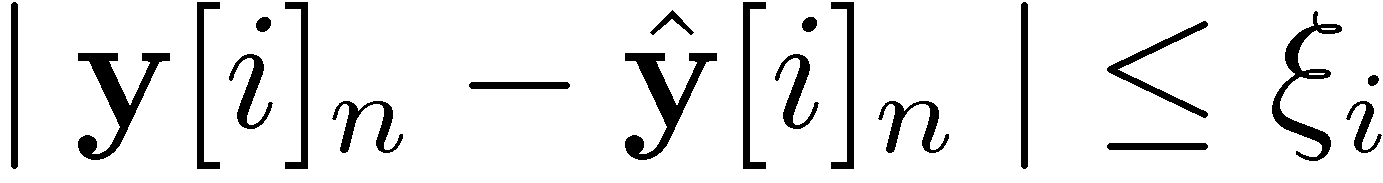 | 𝐲[i]ₙ − 𝐲̂[i]ₙ | ≤ ξᵢ